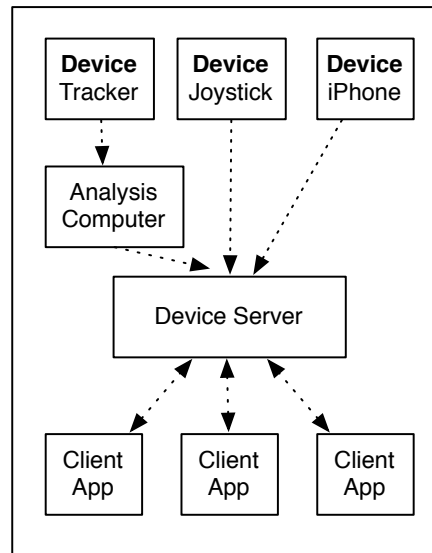 Device
Tracker
Device
Joystick
Device
iPhone
Analysis
Computer
Device Server
Client
App
Client
App
Client
App